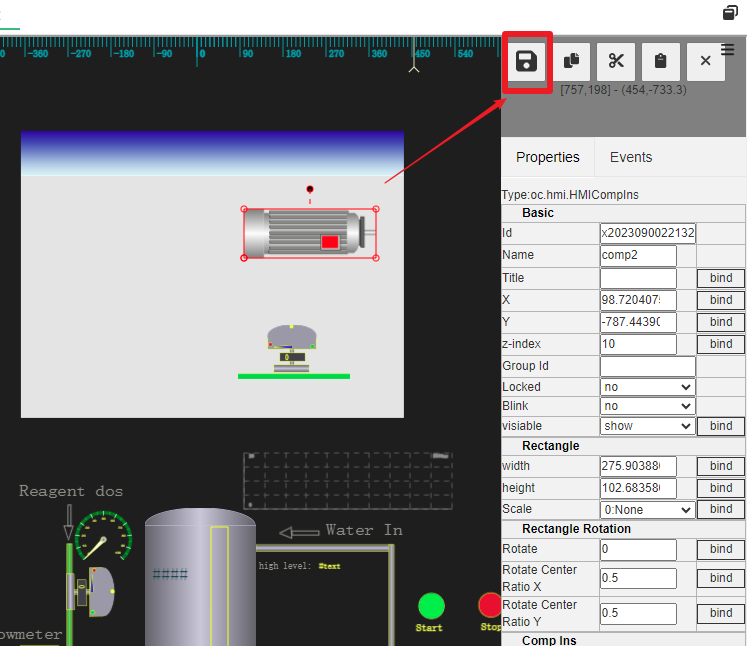 -360 -270 -180 -90 0 90 180 270 360 450 540
[757,198] - (454,-733.3)
Properties Events
Type:oc.hmi.HMICompIns
Basic
Id x2023090022132
Name comp2
Title bind
X 98.720407 bind
Y -787.4439 bind
z-index 10 bind
Group Id
Locked no
Blink no
visiable show bind
Rectangle
width 275.90388 bind
height 102.68358 bind
Scale 0:None bind
Rectangle Rotation
Rotate 0 bind
Rotate Center
Ratio X 0.5 bind
Rotate Center
Ratio Y 0.5 bind
Comp Ins
0
Reagent dos
Water In
high level: #text
####
Start Stop
owmeter